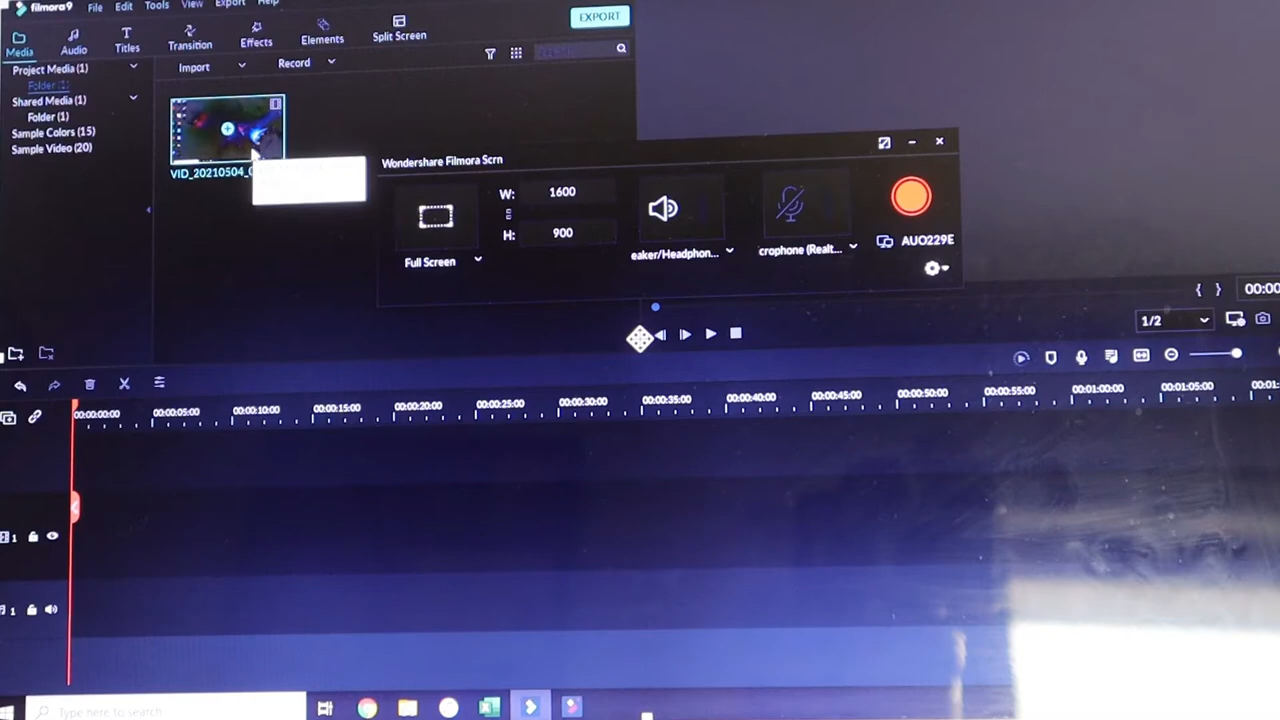 filmora9 File Edit Tools View Export Help
EXPORT
Media Audio Titles Transition Effects Elements Split Screen
Project Media (1)
Import Record
Folder (1)
Shared Media (1)
Folder (1)
Sample Colors (15)
Sample Video (20)
VID_20210504_0
Wondershare Filmora Scrn
W: 1600
H: 900
Full Screen
eaker/Headphon...
crophone (Realt...
AUO229E
{ } 00:00
1/2
00:00:00:00 00:00:05:00 00:00:10:00 00:00:15:00 00:00:20:00 00:00:25:00 00:00:30:00 00:00:35:00 00:00:40:00 00:00:45:00 00:00:50:00 00:00:55:00 00:01:00:00 00:01:05:00 00:01:
1
1
Type here to search